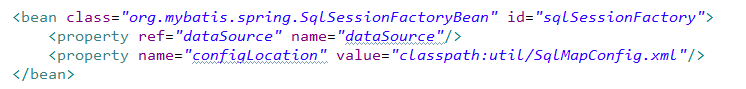 <bean class="org.mybatis.spring.SqlSessionFactoryBean" id="sqlSessionFactory">
    <property ref="dataSource" name="dataSource"/>
    <property name="configLocation" value="classpath:util/SqlMapConfig.xml"/>
</bean>